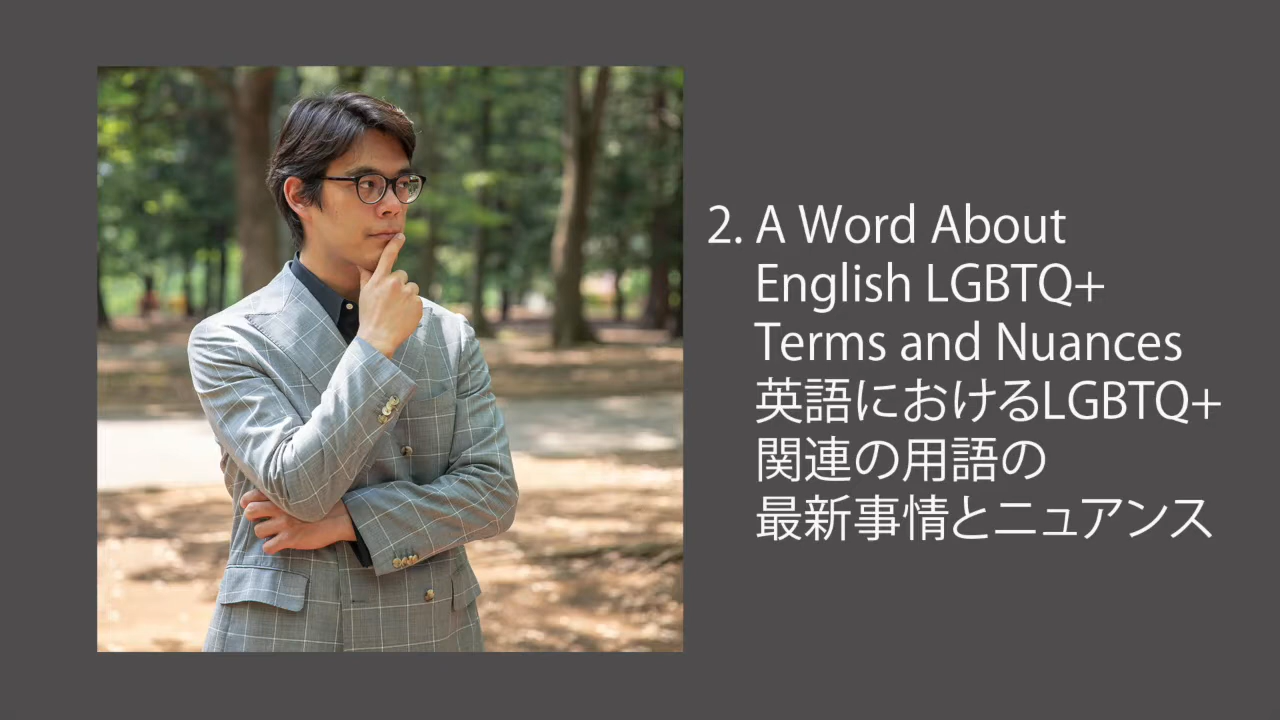 2. A Word About
English LGBTQ+
Terms and Nuances
英語におけるLGBTQ+
関連の用語の
最新事情とニュアンス